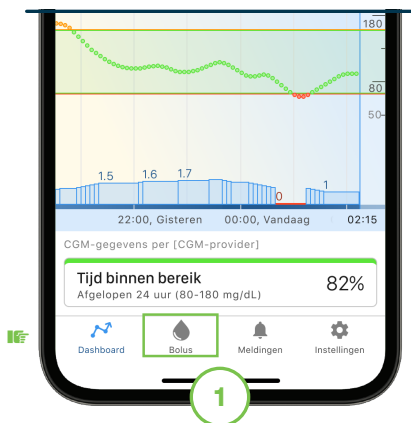 180
80
50
1.5 1.6 1.7 0 1
22:00, Gisteren 00:00, Vandaag 02:15
CGM-gegevens per [CGM-provider]
Tijd binnen bereik
Afgelopen 24 uur (80-180 mg/dL)
82%
Dashboard Bolus Meldingen Instellingen
1